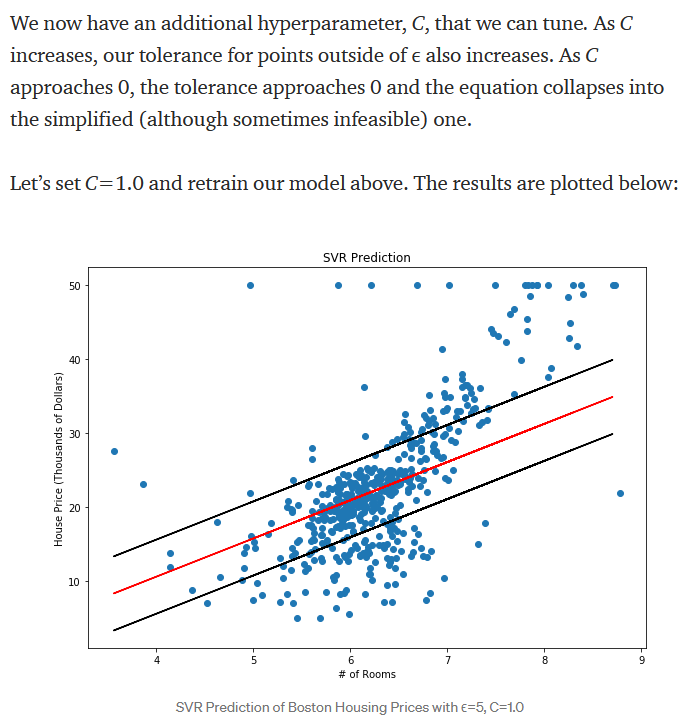 We now have an additional hyperparameter, C, that we can tune. As C
increases, our tolerance for points outside of ϵ also increases. As C
approaches 0, the tolerance approaches 0 and the equation collapses into
the simplified (although sometimes infeasible) one.
Let’s set C=1.0 and retrain our model above. The results are plotted below:
SVR Prediction
House Price (Thousands of Dollars)
50
40
30
20
10
4 5 6 7 8 9
# of Rooms
SVR Prediction of Boston Housing Prices with ϵ=5, C=1.0